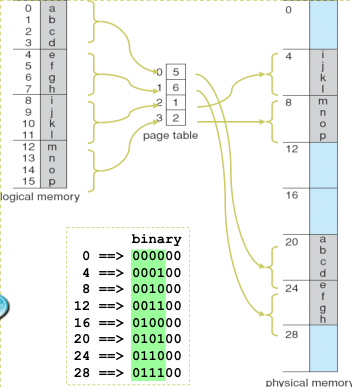 0 a
1 b
2 c
3 d
4 e
5 f
6 g
7 h
8 i
9 j
10 k
11 l
12 m
13 n
14 o
15 p
logical memory
0 5
1 6
2 1
3 2
page table
0
4 i
j
k
l
8 m
n
o
p
12
16
20 a
b
c
d
24 e
f
g
h
28
physical memory
binary
0 ==> 000000
4 ==> 000100
8 ==> 001000
12 ==> 001100
16 ==> 010000
20 ==> 010100
24 ==> 011000
28 ==> 011100